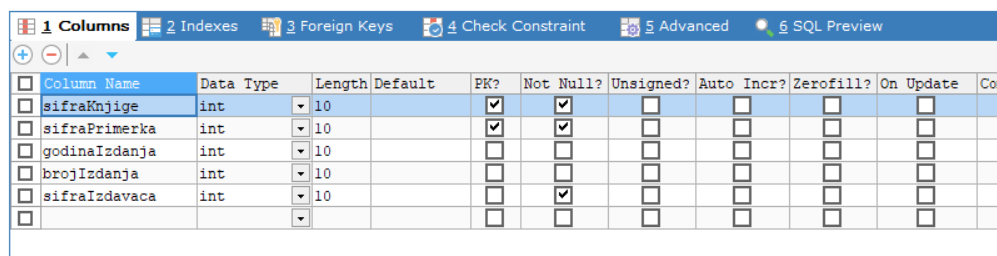 1 Columns 2 Indexes 3 Foreign Keys 4 Check Constraint 5 Advanced 6 SQL Preview
Column Name Data Type Length Default PK? Not Null? Unsigned? Auto Incr? Zerofill? On Update
sifraKnjige int 10
sifraPrimerka int 10
godinaIzdanja int 10
brojIzdanja int 10
sifraIzdavaca int 10